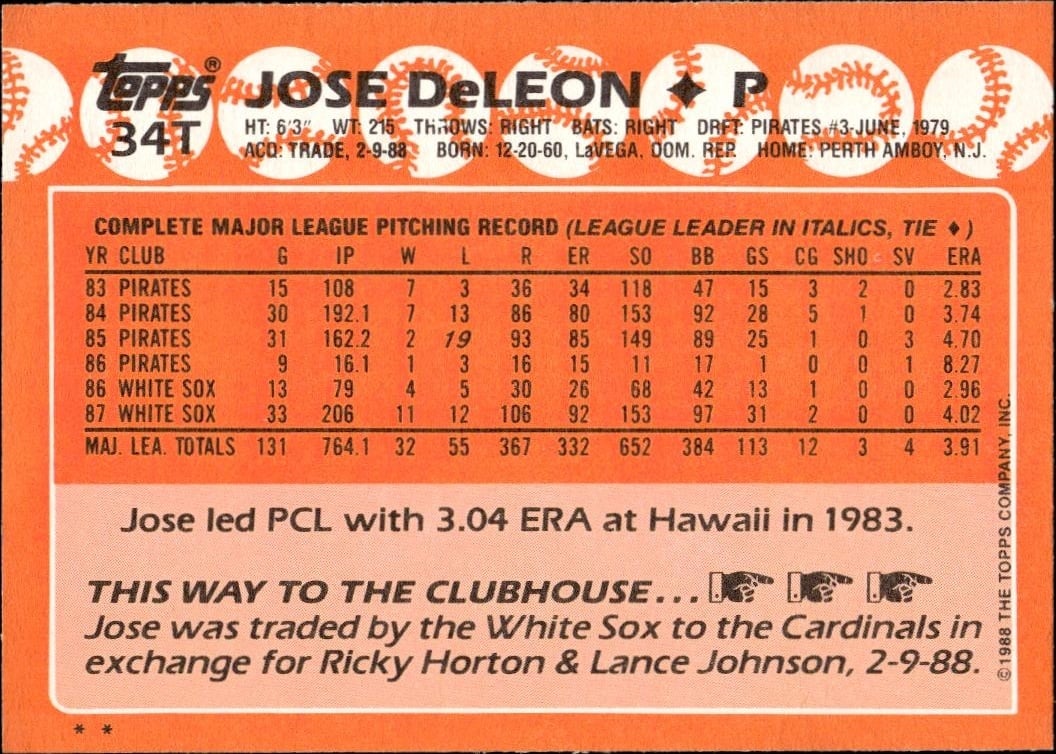 topps® JOSE DeLEON ♦ P
34T
HT: 6'3" WT: 215 THROWS: RIGHT BATS: RIGHT DRFT: PIRATES #3-JUNE, 1979
ACQ: TRADE, 2-9-88 BORN: 12-20-60, LaVEGA, DOM. REP. HOME: PERTH AMBOY, N.J.
COMPLETE MAJOR LEAGUE PITCHING RECORD (LEAGUE LEADER IN ITALICS, TIE ♦)
YR CLUB G IP W L R ER SO BB GS CG SHO SV ERA
83 PIRATES 15 108 7 3 36 34 118 47 15 3 2 0 2.83
84 PIRATES 30 192.1 7 13 86 80 153 92 28 5 1 0 3.74
85 PIRATES 31 162.2 2 19 93 85 149 89 25 1 0 3 4.70
86 PIRATES 9 16.1 1 3 16 15 11 17 1 0 0 1 8.27
86 WHITE SOX 13 79 4 5 30 26 68 42 13 1 0 0 2.96
87 WHITE SOX 33 206 11 12 106 92 153 97 31 2 0 0 4.02
MAJ. LEA. TOTALS 131 764.1 32 55 367 332 652 384 113 12 3 4 3.91
Jose led PCL with 3.04 ERA at Hawaii in 1983.
THIS WAY TO THE CLUBHOUSE...
Jose was traded by the White Sox to the Cardinals in
exchange for Ricky Horton & Lance Johnson, 2-9-88.
©1988 THE TOPPS COMPANY, INC.
* *